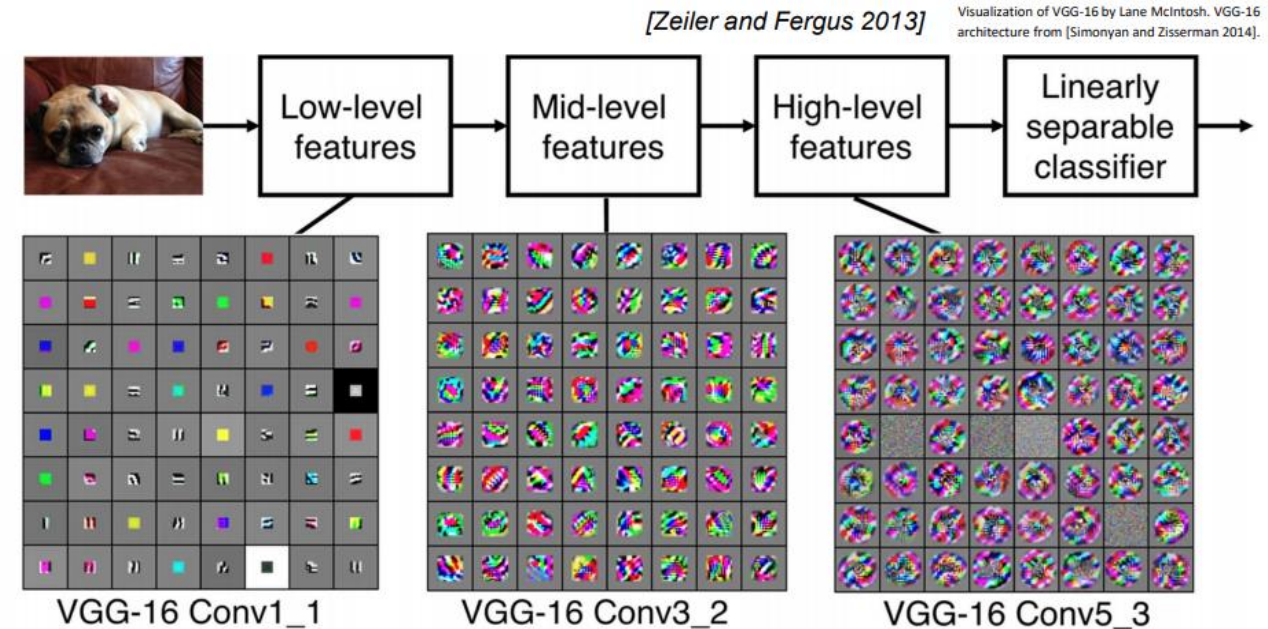 [Zeiler and Fergus 2013]
Visualization of VGG-16 by Lane McIntosh. VGG-16
architecture from [Simonyan and Zisserman 2014].
Low-level
features
Mid-level
features
High-level
features
Linearly
separable
classifier
VGG-16 Conv1_1
VGG-16 Conv3_2
VGG-16 Conv5_3